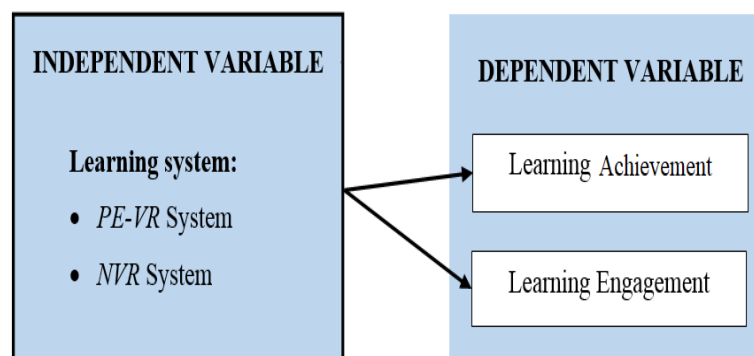 INDEPENDENT VARIABLE
Learning system:
• PE-VR System
• NVR System
DEPENDENT VARIABLE
Learning Achievement
Learning Engagement